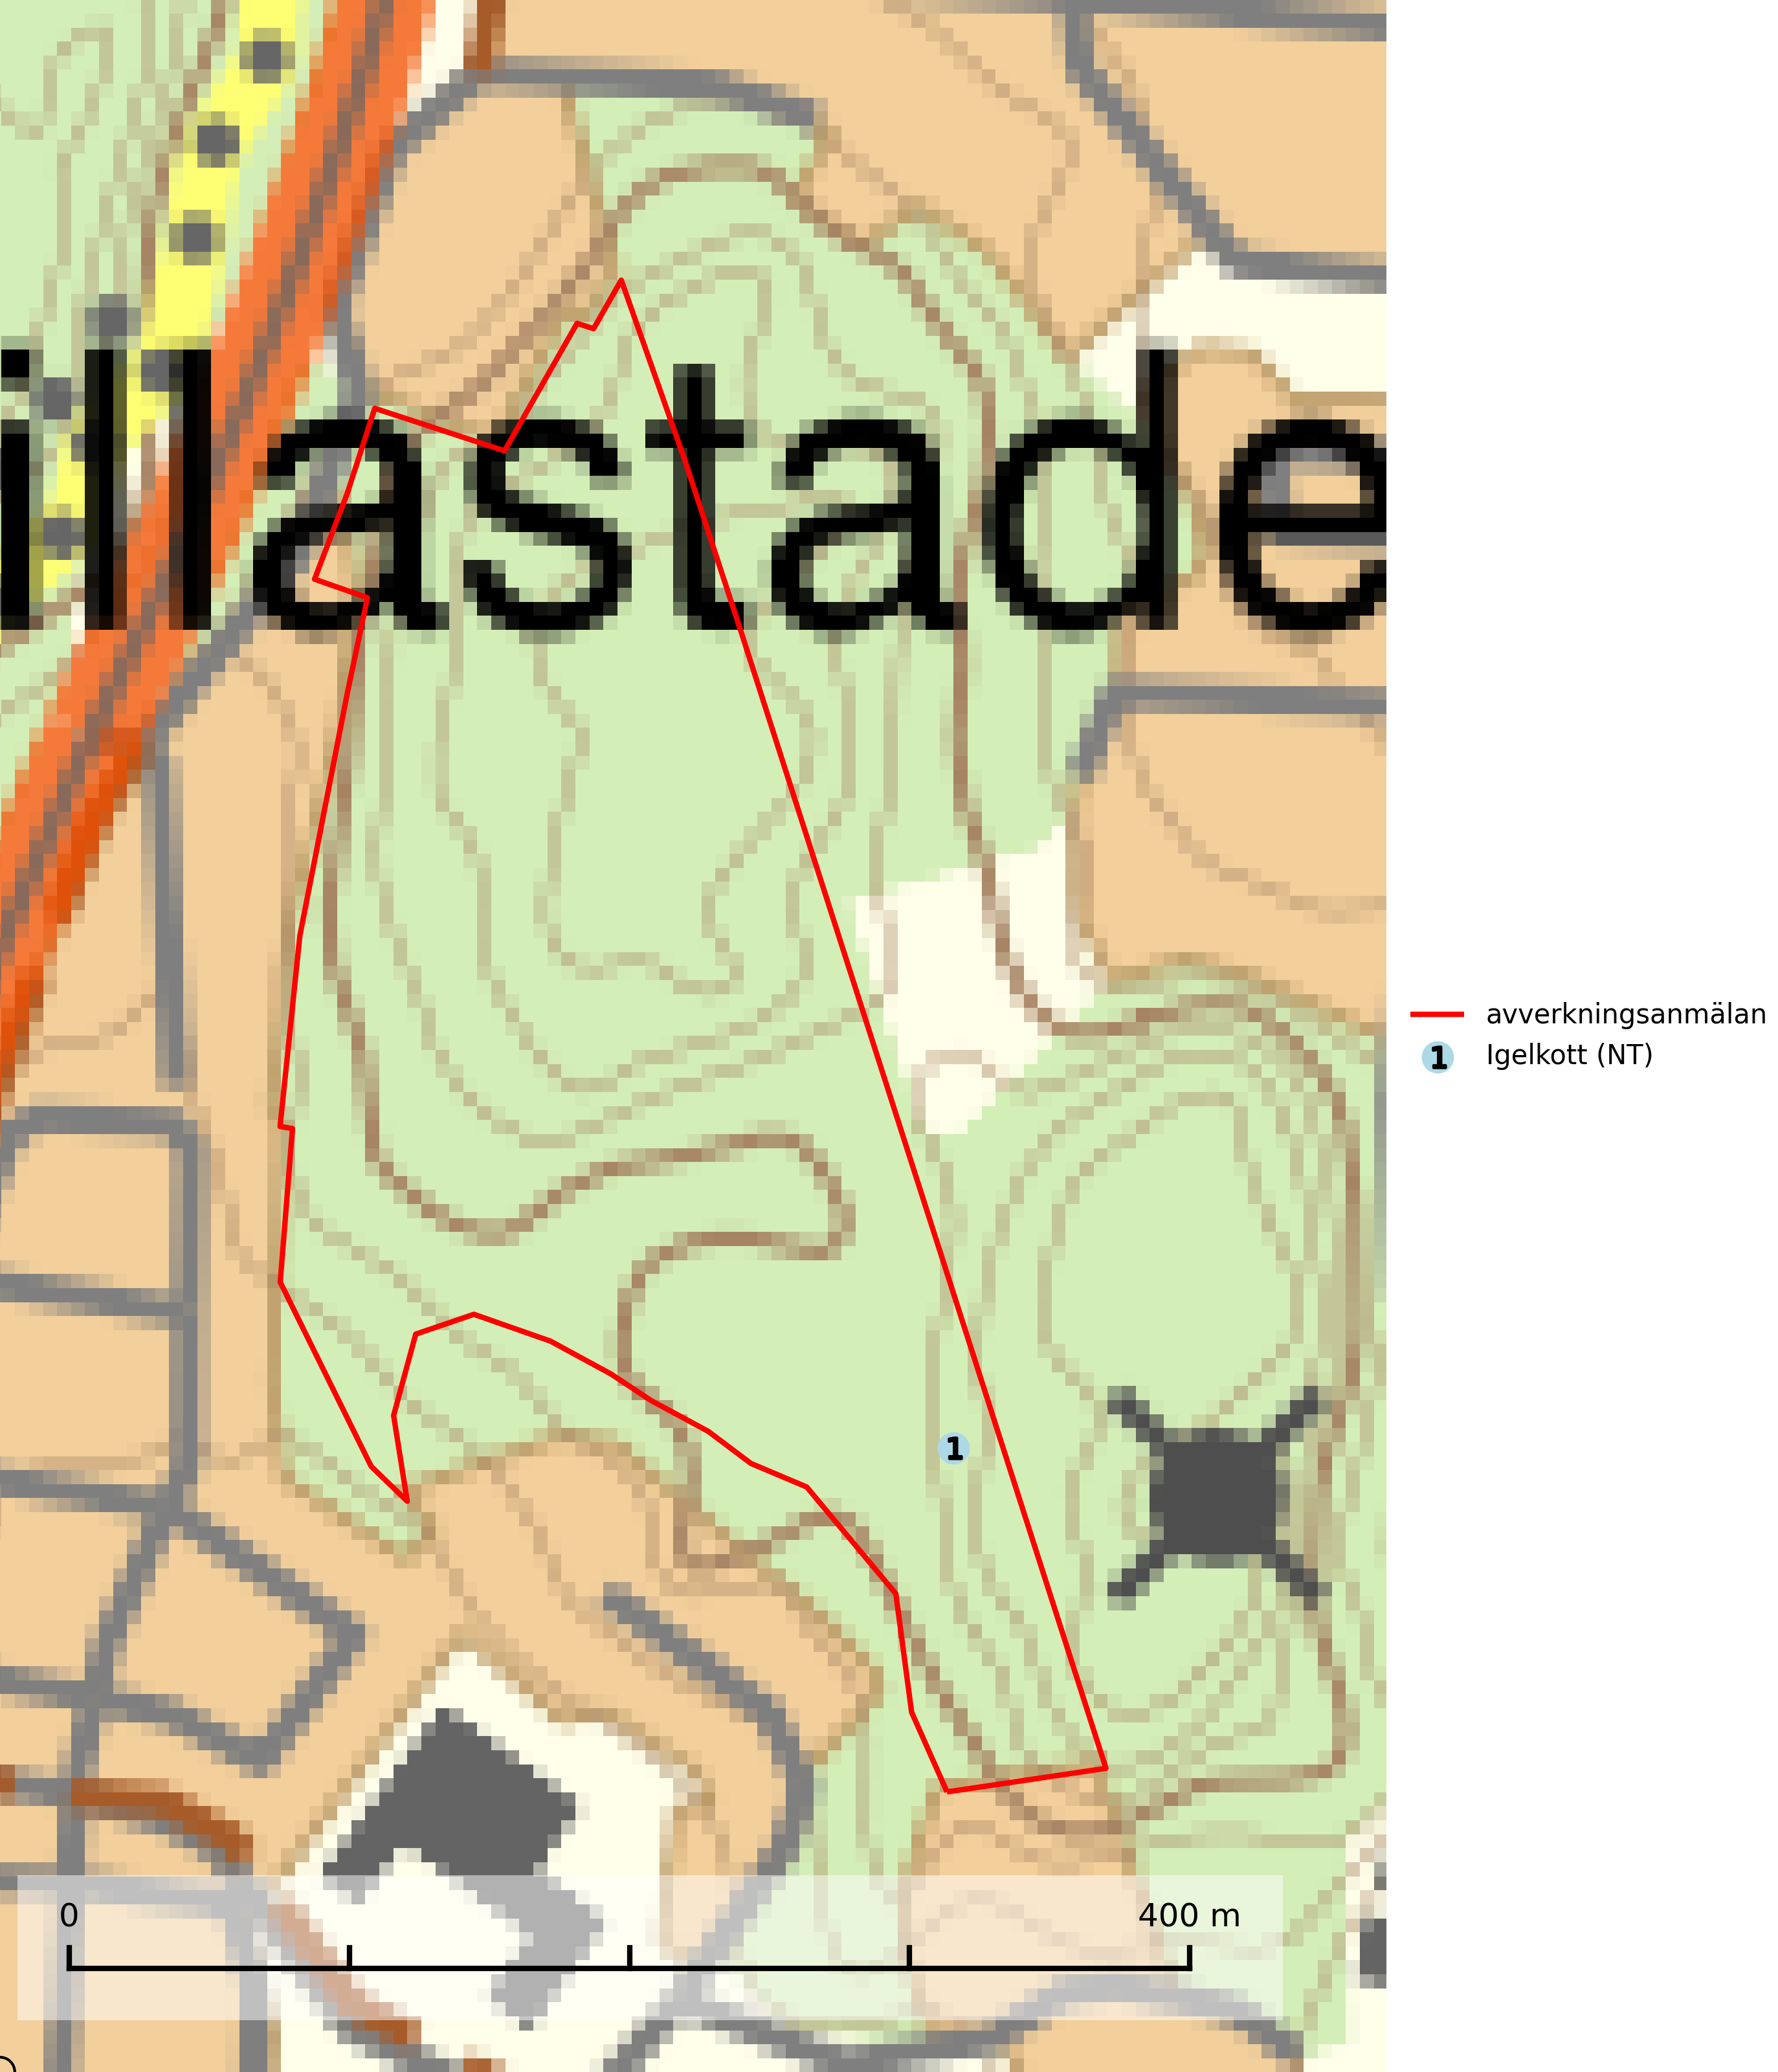 illastade
avverkningsanmälan
1 Igelkott (NT)
1
0 400 m